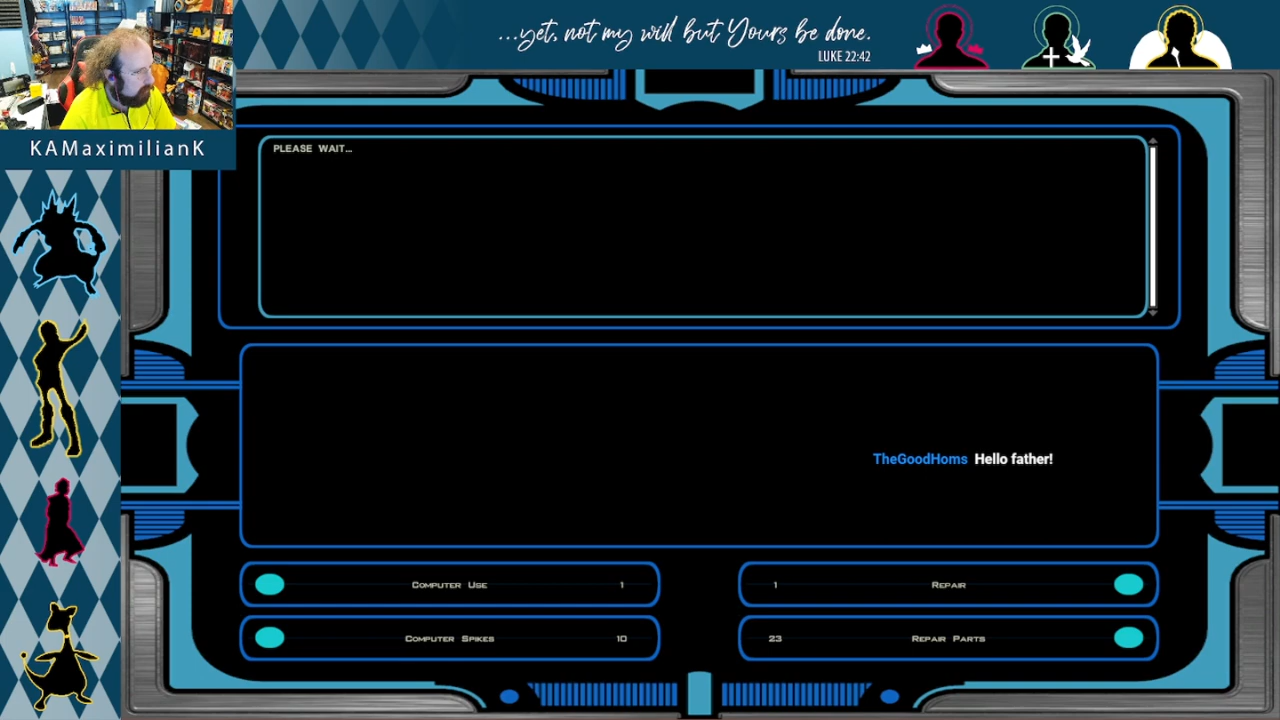 ...yet, not my will but Yours be done.
LUKE 22:42
KAMaximilianK
PLEASE WAIT...
TheGoodHoms Hello father!
Computer Use 1
1 Repair
Computer Spikes 10
23 Repair Parts